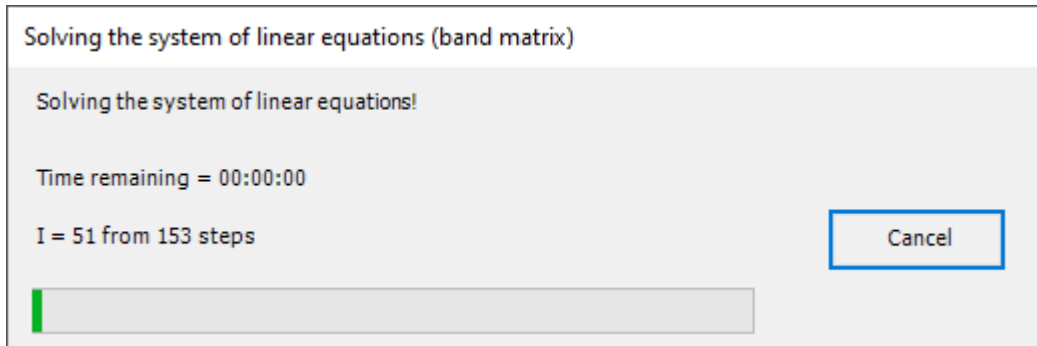 Solving the system of linear equations (band matrix)
Solving the system of linear equations!
Time remaining = 00:00:00
I = 51 from 153 steps
Cancel